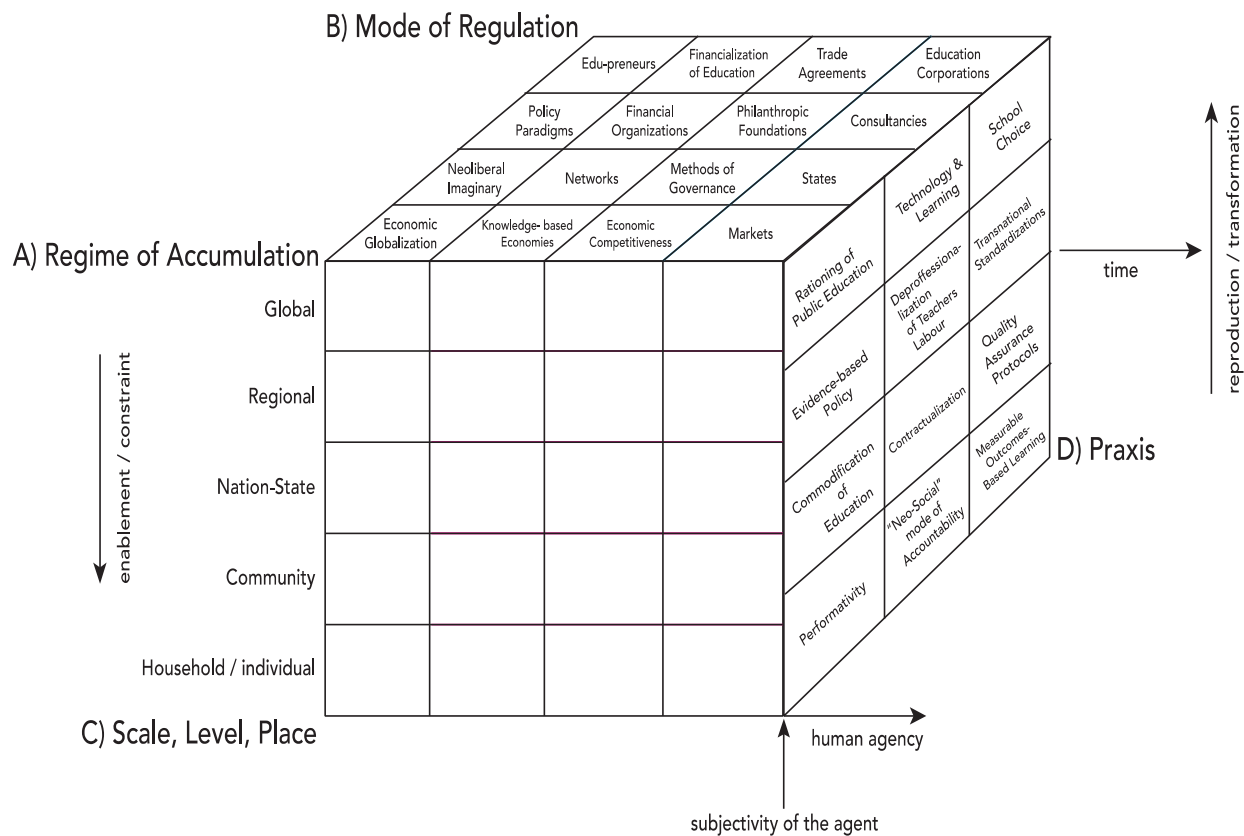 B) Mode of Regulation
Edu-preneurs
Financialization
of Education
Trade
Agreements
Education
Corporations
Policy
Paradigms
Financial
Organizations
Philanthropic
Foundations
Consultancies
Neoliberal
Imaginary
Networks
Methods of
Governance
States
Economic
Globalization
Knowledge- based
Economies
Economic
Competitiveness
Markets
A) Regime of Accumulation
Global
Regional
Nation-State
Community
Household / individual
C) Scale, Level, Place
enablement / constraint
Rationing of
Public Education
Technology &
Learning
School
Choice
Evidence-based
Policy
Deproffessiona-
lization
of Teachers
Labour
Transnational
Standardizations
Commodification
of
Education
Contractualization
Quality
Assurance
Protocols
Performativity
"Neo-Social"
mode of
Accountability
Measurable
Outcomes-
Based Learning
D) Praxis
time
reproduction / transformation
human agency
subjectivity of the agent